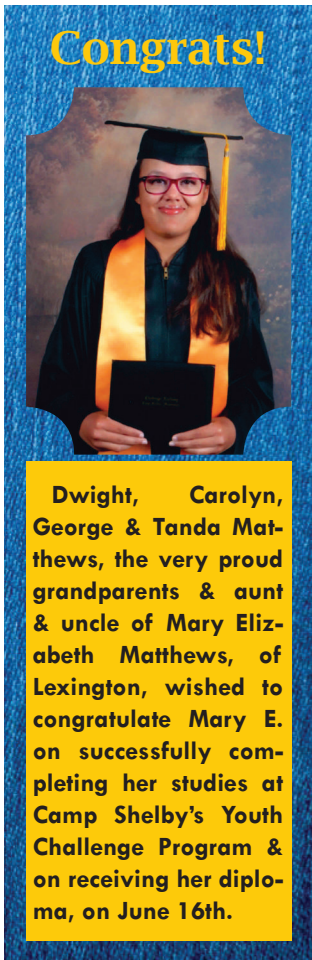 Congrats!
Dwight, Carolyn,
George & Tanda Mat-
thews, the very proud
grandparents & aunt
& uncle of Mary Eliz-
abeth Matthews, of
Lexington, wished to
congratulate Mary E.
on successfully com-
pleting her studies at
Camp Shelby’s Youth
Challenge Program &
on receiving her diplo-
ma, on June 16th.